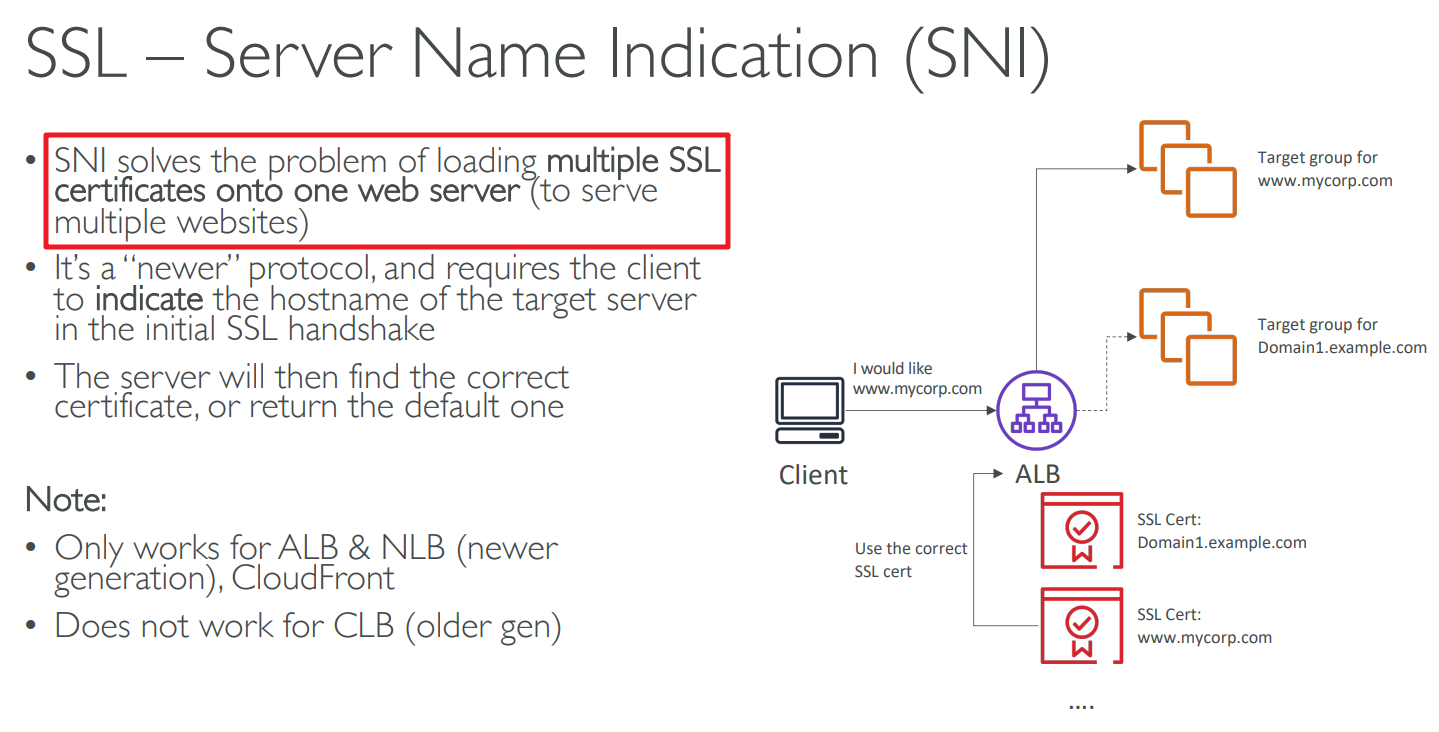 SSL – Server Name Indication (SNI)
• SNI solves the problem of loading multiple SSL
certificates onto one web server (to serve
multiple websites)
• It’s a “newer” protocol, and requires the client
to indicate the hostname of the target server
in the initial SSL handshake
• The server will then find the correct
certificate, or return the default one
Note:
• Only works for ALB & NLB (newer
generation), CloudFront
• Does not work for CLB (older gen)
Target group for
www.mycorp.com
Target group for
Domain1.example.com
I would like
www.mycorp.com
Client
ALB
Use the correct
SSL cert
SSL Cert:
Domain1.example.com
SSL Cert:
www.mycorp.com
....